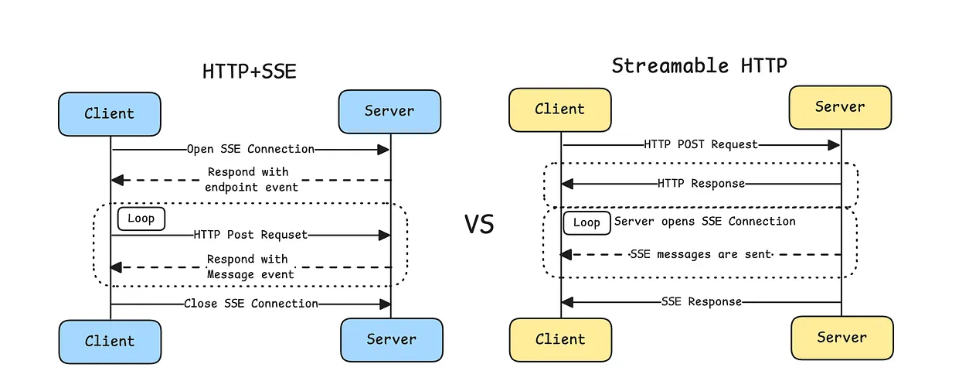 HTTP+SSE
Client
Server
Open SSE Connection
Respond with
endpoint event
Loop
HTTP Post Requset
Respond with
Message event
Close SSE Connection
Client
Server
VS
Streamable HTTP
Client
Server
HTTP POST Request
HTTP Response
Loop
Server opens SSE Connection
SSE messages are sent
SSE Response
Client
Server